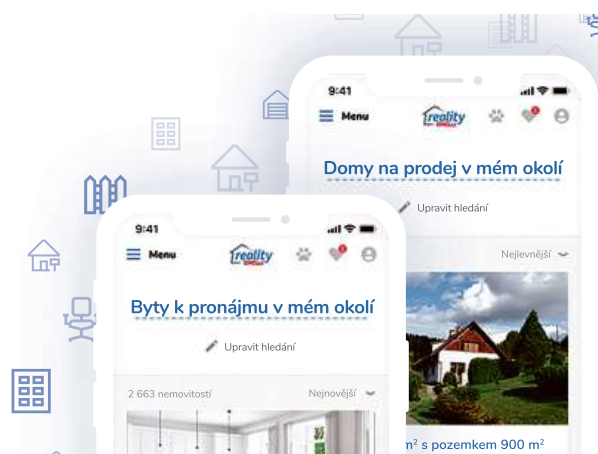 9:41
Menu
reality
Domy na prodej v mém okolí
Upravit hledání
Nejlevnější
m² s pozemkem 900 m²
9:41
Menu
reality
Byty k pronájmu v mém okolí
Upravit hledání
2 663 nemovitostí
Nejnovější